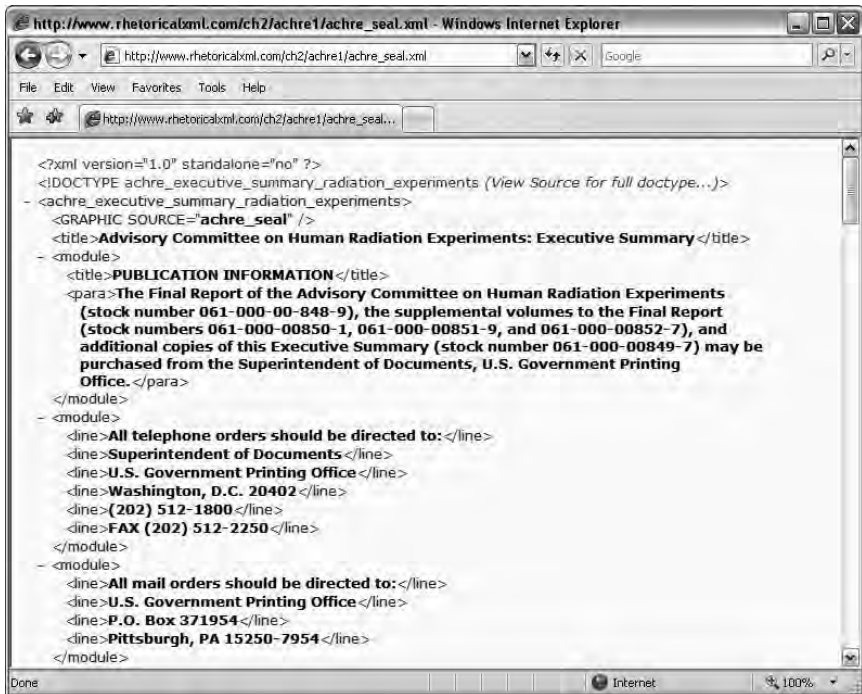 http://www.rhetoricalxml.com/ch2/achre1/achre_seal.xml - Windows Internet Explorer
http://www.rhetoricalxml.com/ch2/achre1/achre_seal.xml
Google
File Edit View Favorites Tools Help
http://www.rhetoricalxml.com/ch2/achre1/achre_seal...
<?xml version="1.0" standalone="no" ?>
<!DOCTYPE achre_executive_summary_radiation_experiments (View Source for full doctype...)>
- <achre_executive_summary_radiation_experiments>
<GRAPHIC SOURCE="achre_seal" />
<title>Advisory Committee on Human Radiation Experiments: Executive Summary</title>
- <module>
<title>PUBLICATION INFORMATION</title>
<para>The Final Report of the Advisory Committee on Human Radiation Experiments
(stock number 061-000-00-848-9), the supplemental volumes to the Final Report
(stock numbers 061-000-00850-1, 061-000-00851-9, and 061-000-00852-7), and
additional copies of this Executive Summary (stock number 061-000-00849-7) may be
purchased from the Superintendent of Documents, U.S. Government Printing
Office.</para>
</module>
- <module>
<line>All telephone orders should be directed to:</line>
<line>Superintendent of Documents</line>
<line>U.S. Government Printing Office</line>
<line>Washington, D.C. 20402</line>
<line>(202) 512-1800</line>
<line>FAX (202) 512-2250</line>
</module>
- <module>
<line>All mail orders should be directed to:</line>
<line>U.S. Government Printing Office</line>
<line>P.O. Box 371954</line>
<line>Pittsburgh, PA 15250-7954</line>
</module>
Done
Internet
100%